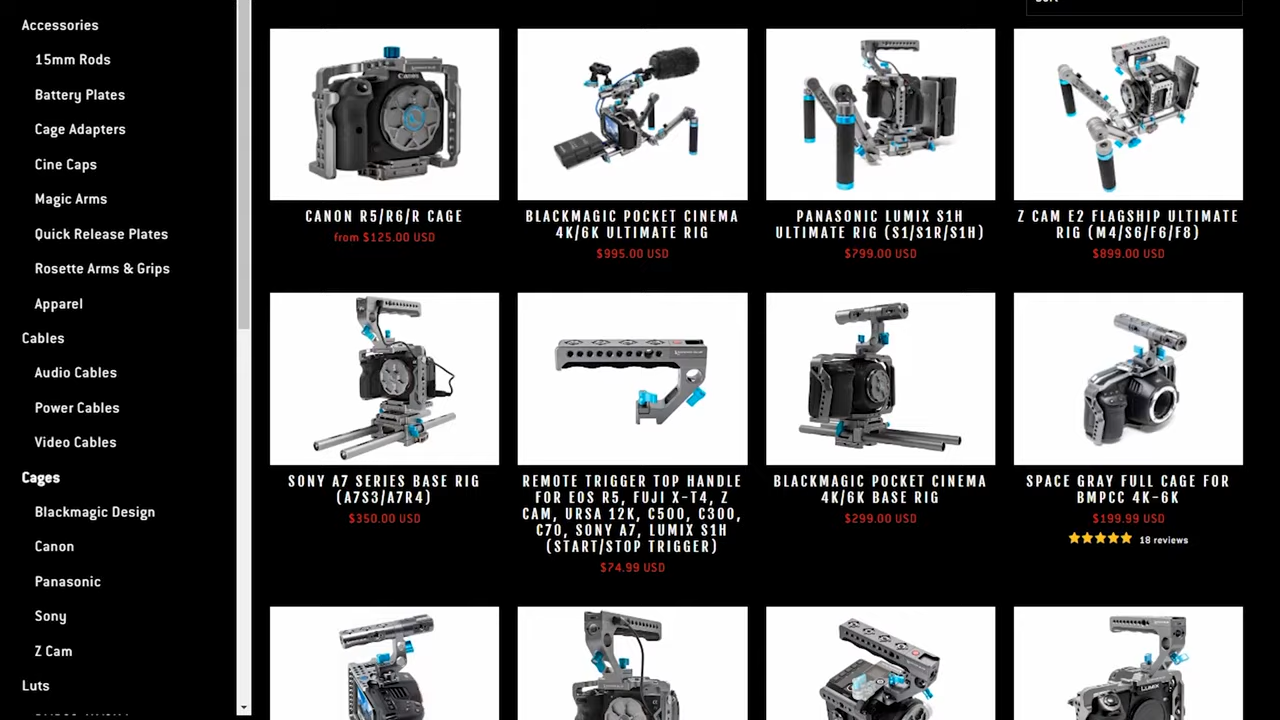 Accessories
15mm Rods
Battery Plates
Cage Adapters
Cine Caps
Magic Arms
Quick Release Plates
Rosette Arms & Grips
Apparel
Cables
Audio Cables
Power Cables
Video Cables
Cages
Blackmagic Design
Canon
Panasonic
Sony
Z Cam
Luts
Canon
CANON R5/R6/R CAGE
from $125.00 USD
BLACKMAGIC POCKET CINEMA
4K/6K ULTIMATE RIG
$995.00 USD
PANASONIC LUMIX S1H
ULTIMATE RIG (S1/S1R/S1H)
$799.00 USD
Z CAM E2 FLAGSHIP ULTIMATE
RIG (M4/S6/F6/F8)
$899.00 USD
SONY A7 SERIES BASE RIG
(A7S3/A7R4)
$350.00 USD
REMOTE TRIGGER TOP HANDLE
FOR EOS R5, FUJI X-T4, Z
CAM, URSA 12K, C500, C300,
C70, SONY A7, LUMIX S1H
(START/STOP TRIGGER)
$74.99 USD
BLACKMAGIC POCKET CINEMA
4K/6K BASE RIG
$299.00 USD
SPACE GRAY FULL CAGE FOR
BMPCC 4K-6K
$199.99 USD
18 reviews
LUMIX